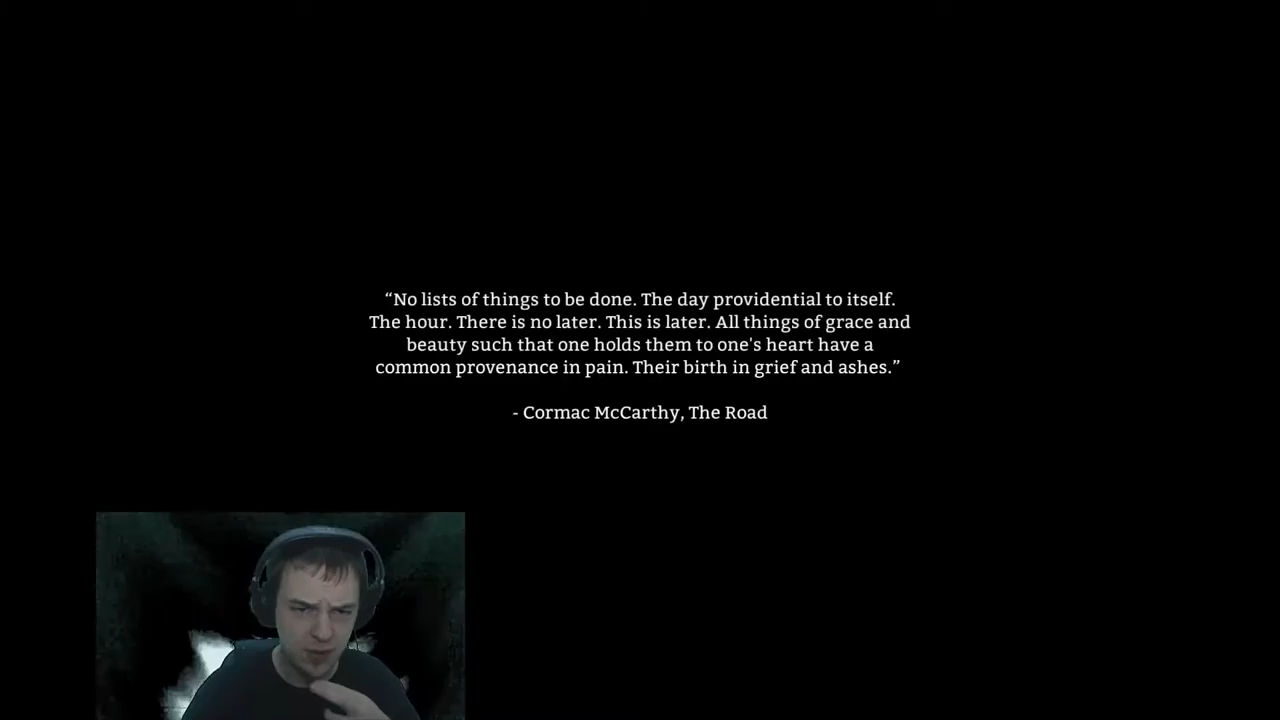 “No lists of things to be done. The day providential to itself.
The hour. There is no later. This is later. All things of grace and
beauty such that one holds them to one's heart have a
common provenance in pain. Their birth in grief and ashes.”
- Cormac McCarthy, The Road